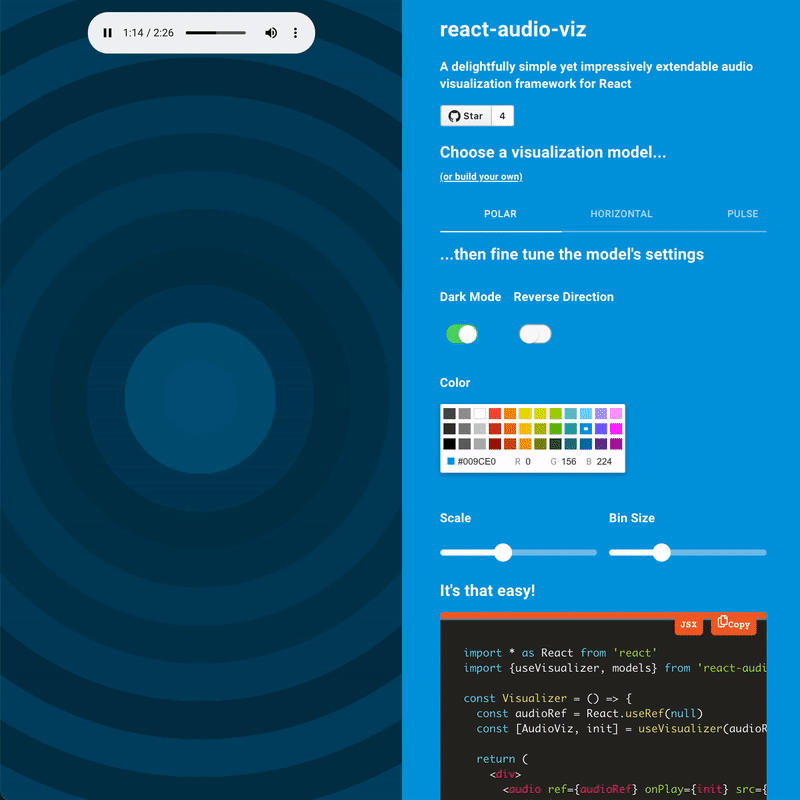 1:14 / 2:26
react-audio-viz
A delightfully simple yet impressively extendable audio
visualization framework for React
Star 4
Choose a visualization model...
(or build your own)
POLAR HORIZONTAL PULSE
...then fine tune the model's settings
Dark Mode Reverse Direction
Color
#009CE0 R 0 G 156 B 224
Scale Bin Size
It's that easy!
JSX Copy
import * as React from 'react'
import {useVisualizer, models} from 'react-audi
const Visualizer = () => {
const audioRef = React.useRef(null)
const [AudioViz, init] = useVisualizer(audioR
return (
<div>
<audio ref={audioRef} onPlay={init} src={